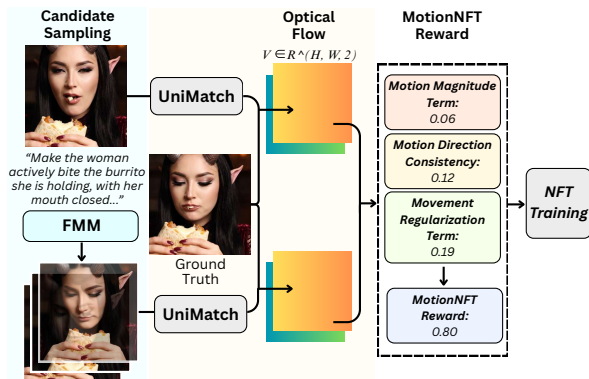 Candidate
Sampling
Optical
Flow
MotionNFT
Reward
V ∈ R^(H, W, 2)
UniMatch
Motion Magnitude
Term:
0.06
Motion Direction
Consistency:
0.12
Movement
Regularization
Term:
0.19
MotionNFT
Reward:
0.80
NFT
Training
“Make the woman
actively bite the burrito
she is holding, with her
mouth closed...”
FMM
Ground
Truth
UniMatch